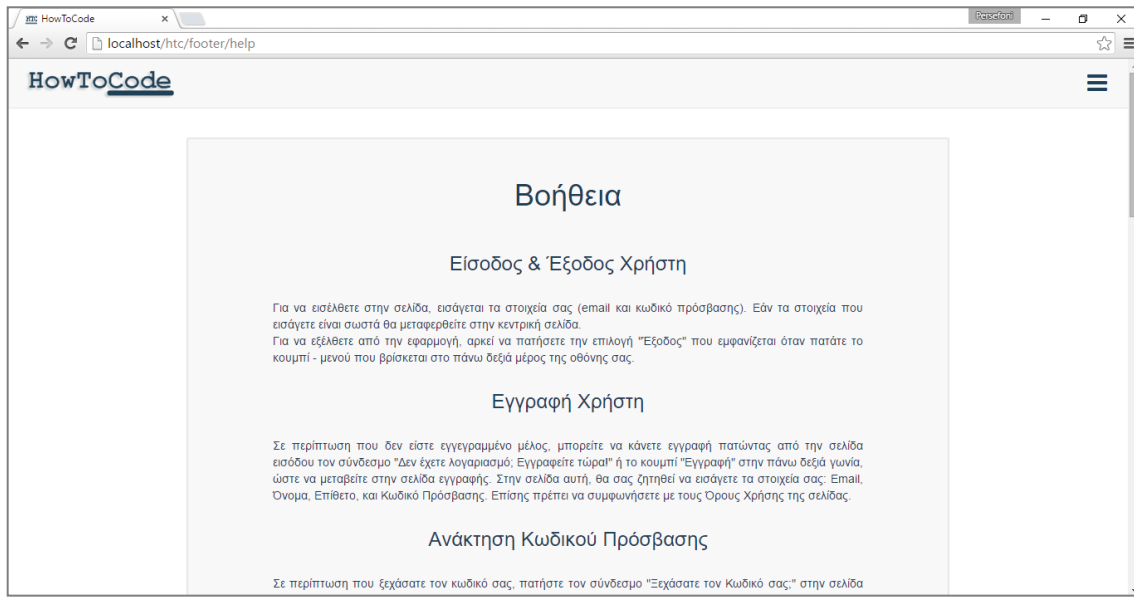 HowToCode
Persefoni
localhost/htc/footer/help
HowToCode
Βοήθεια
Είσοδος & Έξοδος Χρήστη
Για να εισέλθετε στην σελίδα, εισάγεται τα στοιχεία σας (email και κωδικό πρόσβασης). Εάν τα στοιχεία που
εισάγετε είναι σωστά θα μεταφερθείτε στην κεντρική σελίδα.
Για να εξέλθετε από την εφαρμογή, αρκεί να πατήσετε την επιλογή "Έξοδος" που εμφανίζεται όταν πατάτε το
κουμπί - μενού που βρίσκεται στο πάνω δεξιά μέρος της οθόνης σας.
Εγγραφή Χρήστη
Σε περίπτωση που δεν είστε εγγεγραμμένο μέλος, μπορείτε να κάνετε εγγραφή πατώντας από την σελίδα
εισόδου τον σύνδεσμο "Δεν έχετε λογαριασμό; Εγγραφείτε τώρα!" ή το κουμπί "Εγγραφή" στην πάνω δεξιά γωνία,
ώστε να μεταβείτε στην σελίδα εγγραφής. Στην σελίδα αυτή, θα σας ζητηθεί να εισάγετε τα στοιχεία σας: Email,
Όνομα, Επίθετο, και Κωδικό Πρόσβασης. Επίσης πρέπει να συμφωνήσετε με τους Όρους Χρήσης της σελίδας.
Ανάκτηση Κωδικού Πρόσβασης
Σε περίπτωση που ξεχάσατε τον κωδικό σας, πατήστε τον σύνδεσμο "Ξεχάσατε τον Κωδικό σας;" στην σελίδα